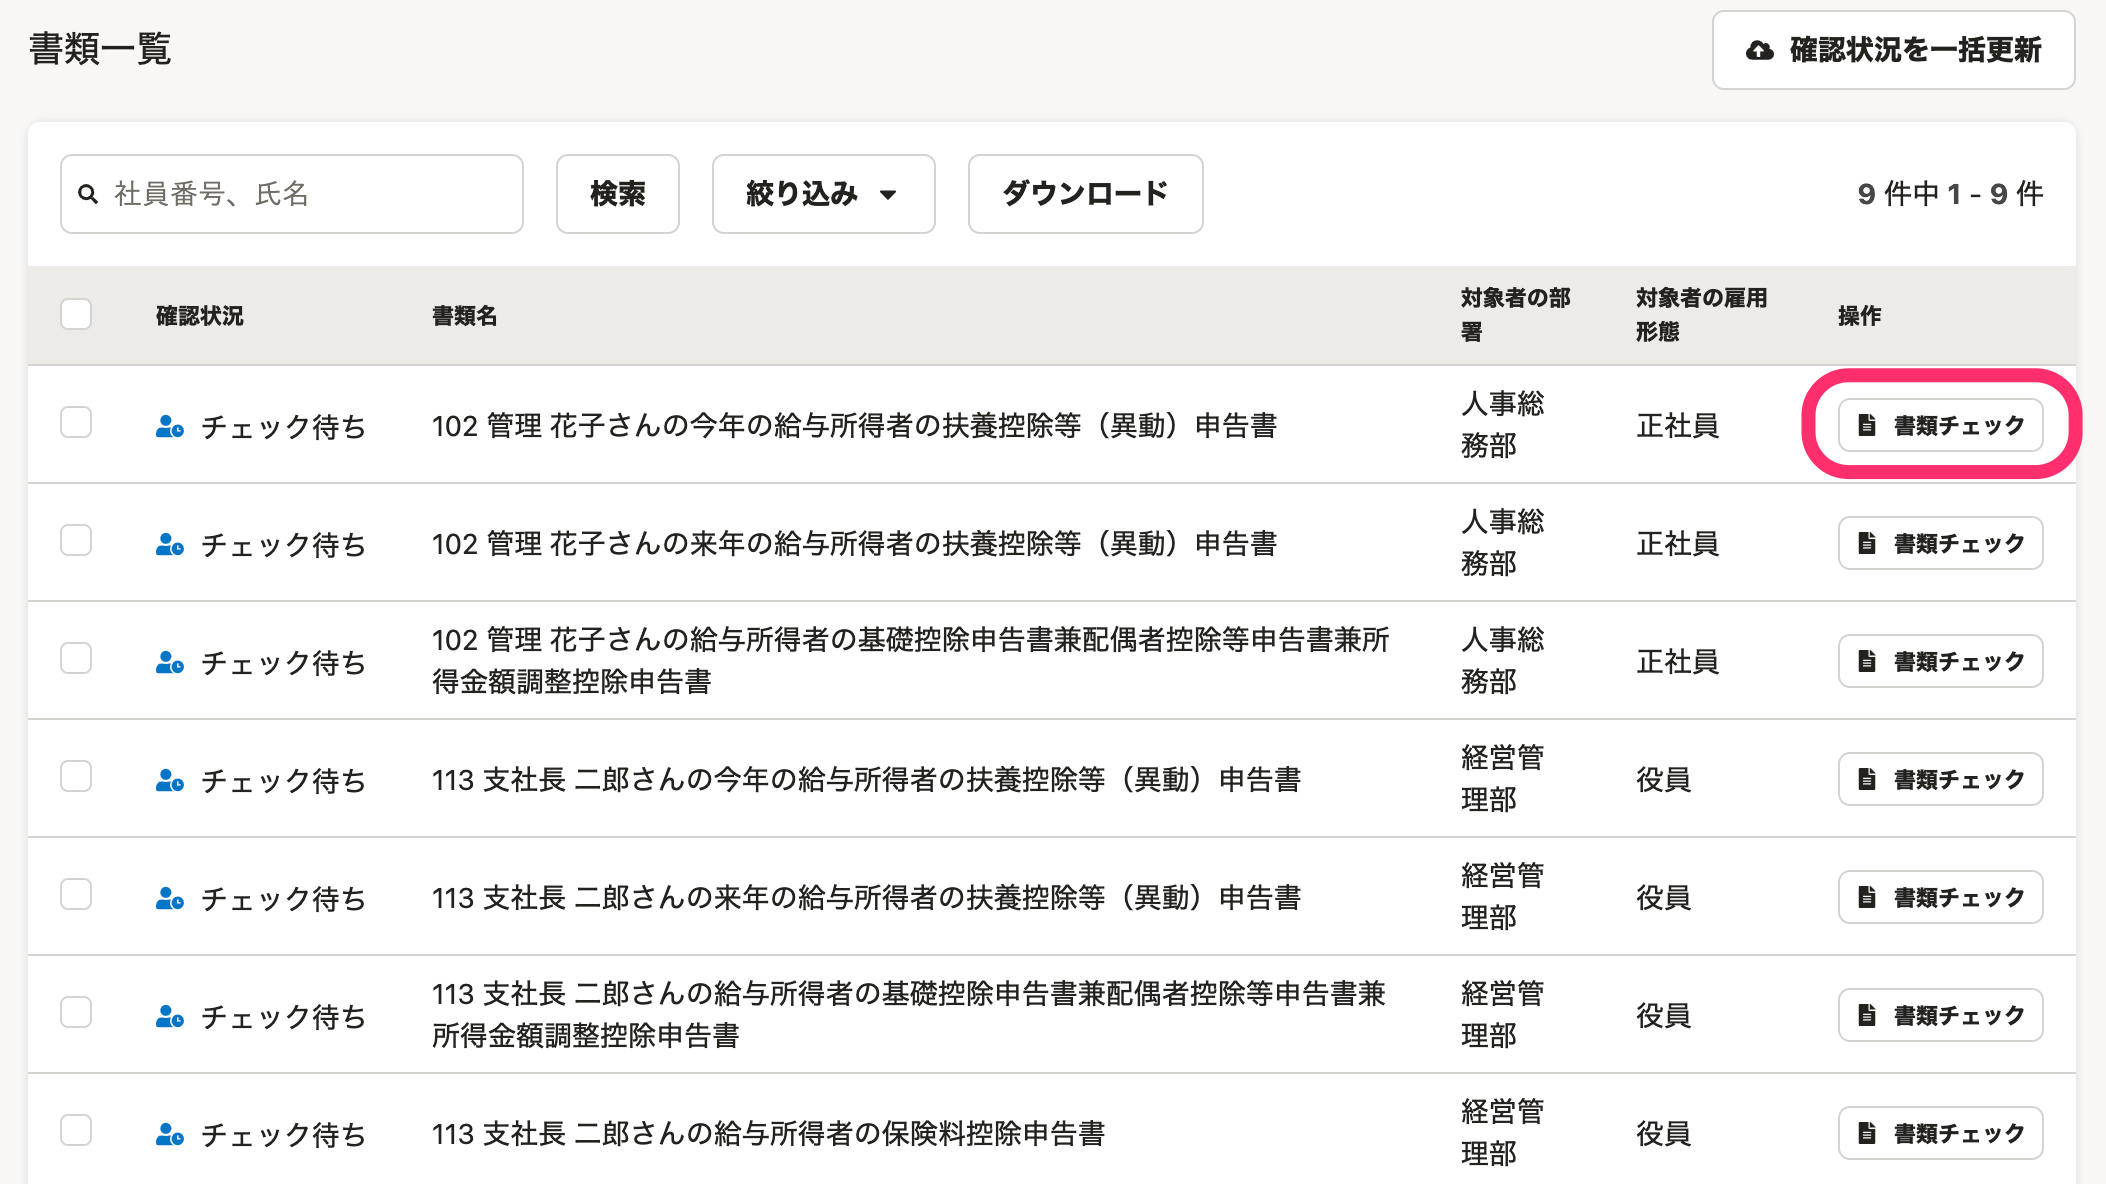 書類一覧
確認状況を一括更新
社員番号、氏名
検索
絞り込み
ダウンロード
9 件中 1 - 9 件
確認状況
書類名
対象者の部
署
対象者の雇用
形態
操作
チェック待ち
102 管理 花子さんの今年の給与所得者の扶養控除等（異動）申告書
人事総
務部
正社員
書類チェック
チェック待ち
102 管理 花子さんの来年の給与所得者の扶養控除等（異動）申告書
人事総
務部
正社員
書類チェック
チェック待ち
102 管理 花子さんの給与所得者の基礎控除申告書兼配偶者控除等申告書兼所
得金額調整控除申告書
人事総
務部
正社員
書類チェック
チェック待ち
113 支社長 二郎さんの今年の給与所得者の扶養控除等（異動）申告書
経営管
理部
役員
書類チェック
チェック待ち
113 支社長 二郎さんの来年の給与所得者の扶養控除等（異動）申告書
経営管
理部
役員
書類チェック
チェック待ち
113 支社長 二郎さんの給与所得者の基礎控除申告書兼配偶者控除等申告書兼
所得金額調整控除申告書
経営管
理部
役員
書類チェック
チェック待ち
113 支社長 二郎さんの給与所得者の保険料控除申告書
経営管
理部
役員
書類チェック